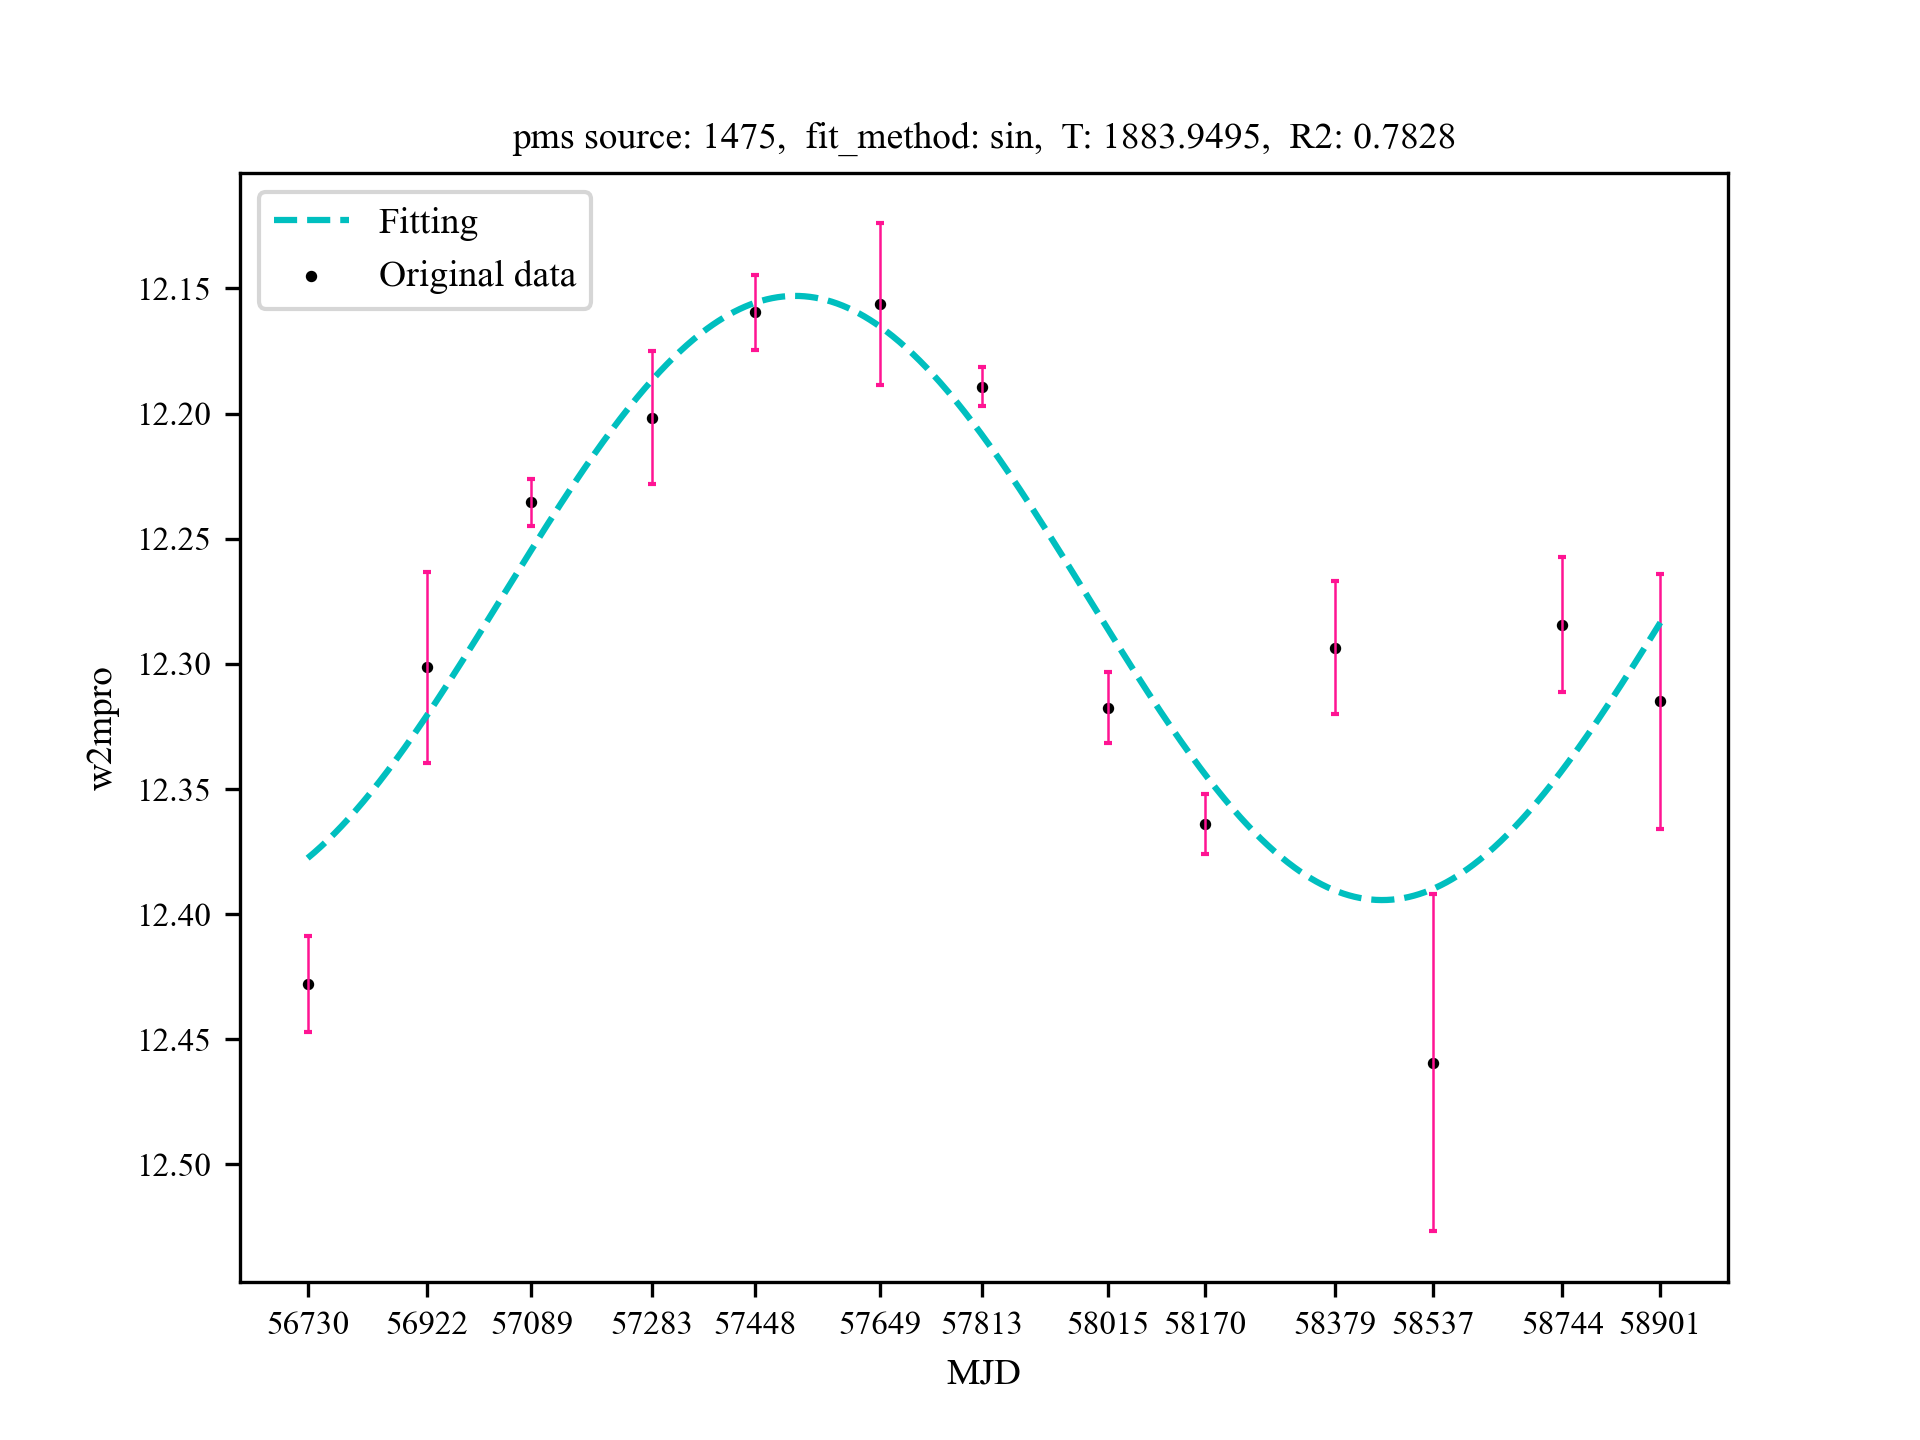 pms source: 1475,  fit_method: sin,  T: 1883.9495,  R2: 0.7828
Fitting
Original data
12.15
12.20
12.25
12.30
12.35
12.40
12.45
12.50
w2mpro
56730 56922 57089 57283 57448 57649 57813 58015 58170 58379 58537 58744 58901
MJD